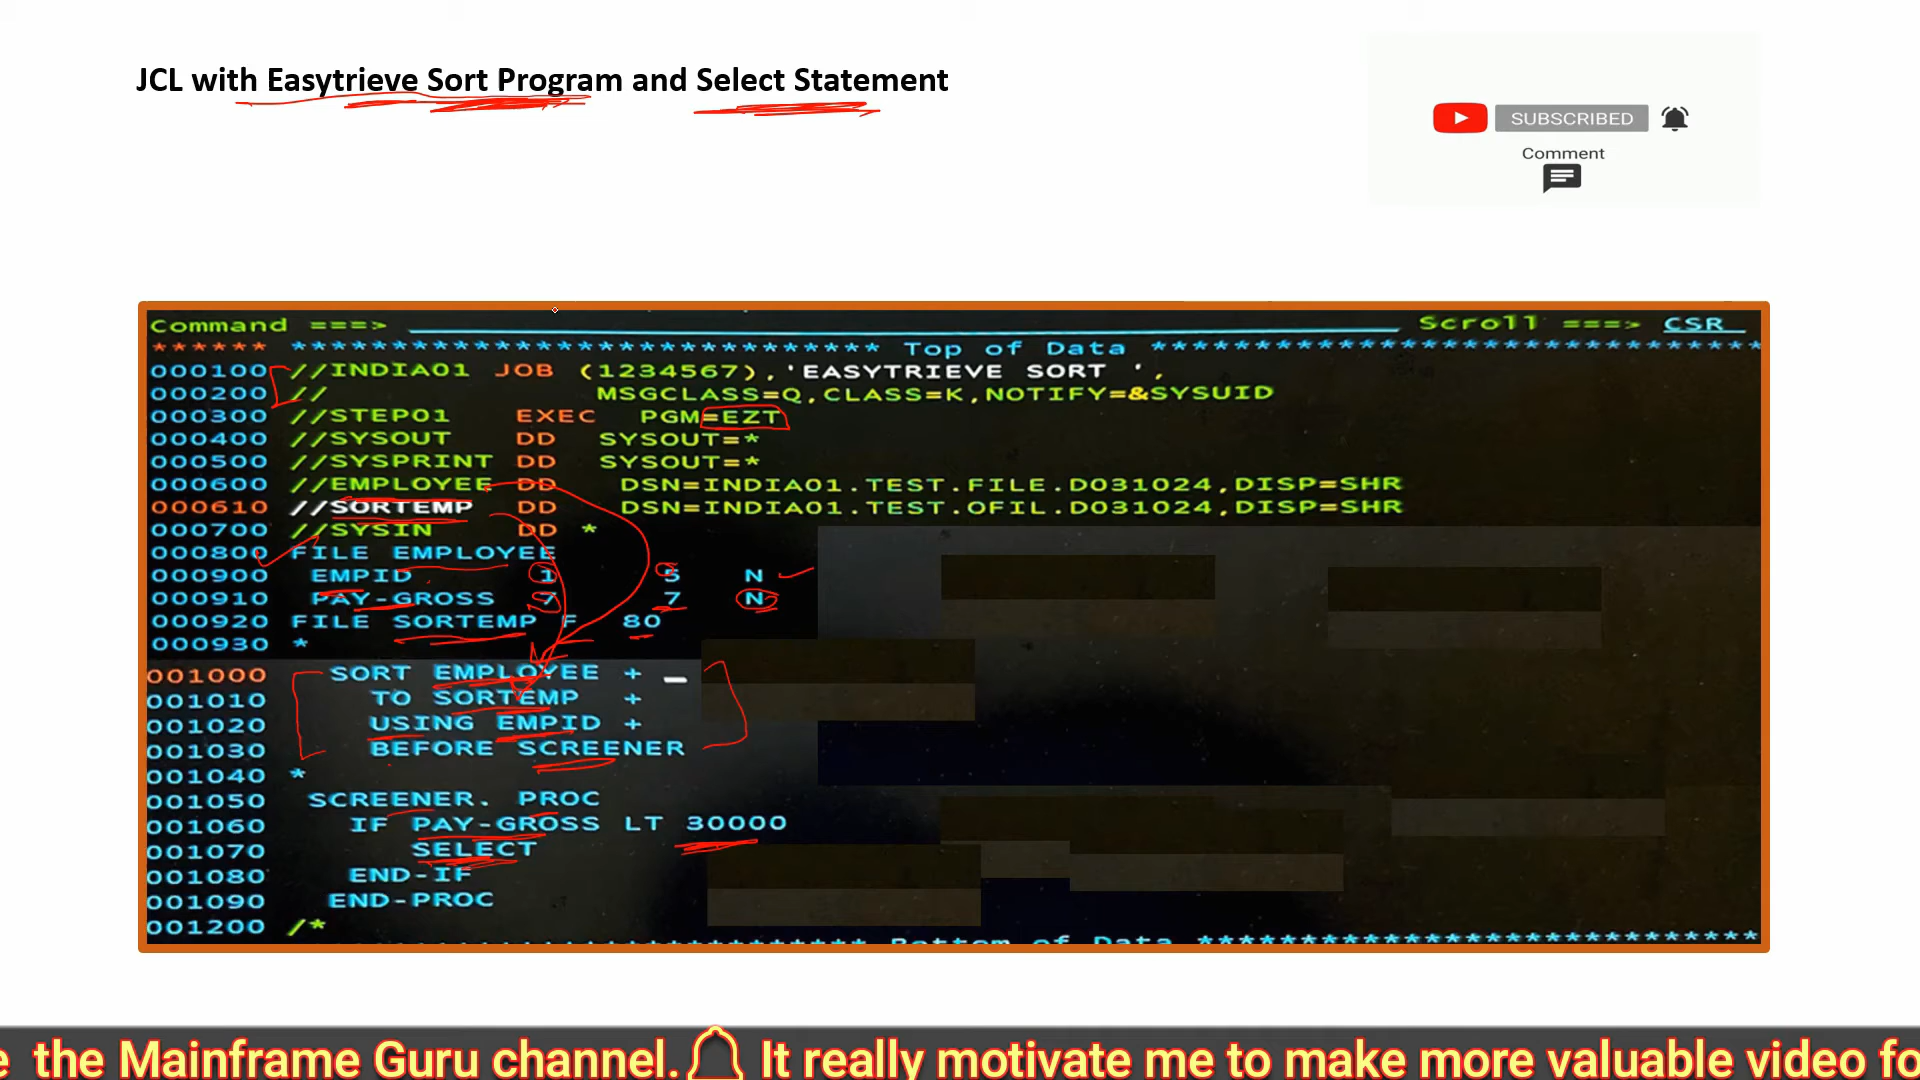 JCL with Easytrieve Sort Program and Select Statement
SUBSCRIBED
Comment
Command ===> Scroll ===> CSR
****** ***************************** Top of Data ******************************
000100 //INDIA01 JOB (1234567),'EASYTRIEVE SORT ',
000200 // MSGCLASS=Q,CLASS=K,NOTIFY=&SYSUID
000300 //STEP01 EXEC PGM=EZT
000400 //SYSOUT DD SYSOUT=*
000500 //SYSPRINT DD SYSOUT=*
000600 //EMPLOYEE DD DSN=INDIA01.TEST.FILE.D031024,DISP=SHR
000610 //SORTEMP DD DSN=INDIA01.TEST.OFIL.D031024,DISP=SHR
000700 //SYSIN DD *
000800 FILE EMPLOYEE
000900 EMPID 1 5 N
000910 PAY-GROSS 7 7 N
000920 FILE SORTEMP F 80
000930 *
001000 SORT EMPLOYEE + _
001010 TO SORTEMP +
001020 USING EMPID +
001030 BEFORE SCREENER
001040 *
001050 SCREENER. PROC
001060 IF PAY-GROSS LT 30000
001070 SELECT
001080 END-IF
001090 END-PROC
001200 /*
**************************** Bottom of Data ***************************
e the Mainframe Guru channel. It really motivate me to make more valuable video fo